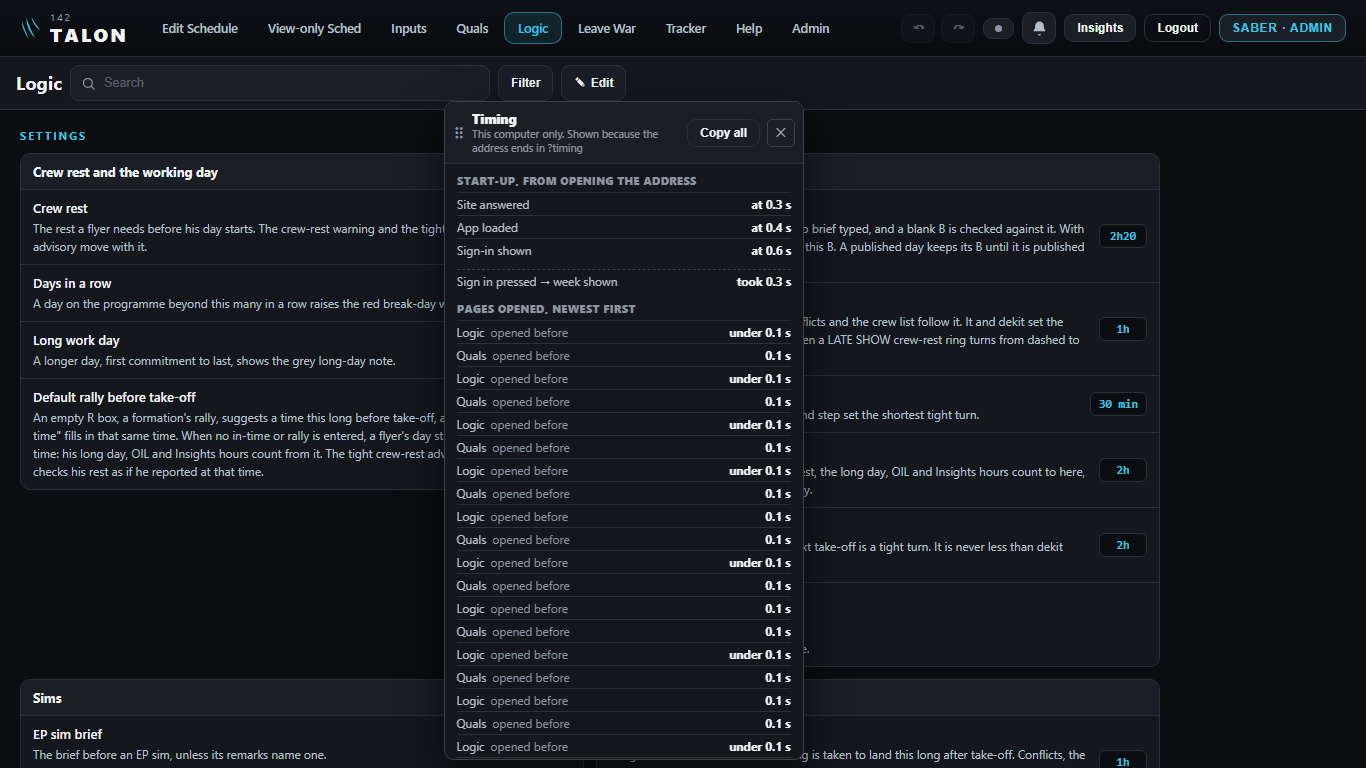 142
TALON
Edit Schedule
View-only Sched
Inputs
Quals
Logic
Leave War
Tracker
Help
Admin
Insights
Logout
SABER · ADMIN
Logic
Search
Filter
Edit
SETTINGS
Crew rest and the working day
Crew rest
The rest a flyer needs before his day starts. The crew-rest warning and the tight
advisory move with it.
Days in a row
A day on the programme beyond this many in a row raises the red break-day
Long work day
A longer day, first commitment to last, shows the grey long-day note.
Default rally before take-off
An empty R box, a formation's rally, suggests a time this long before take-off,
time" fills in that same time. When no in-time or rally is entered, a flyer's day
time: his long day, OIL and Insights hours count from it. The tight crew-rest
checks his rest as if he reported at that time.
Timing
This computer only. Shown because the
address ends in ?timing
Copy all
START-UP, FROM OPENING THE ADDRESS
Site answered at 0.3 s
App loaded at 0.4 s
Sign-in shown at 0.6 s
Sign in pressed → week shown took 0.3 s
PAGES OPENED, NEWEST FIRST
Logic opened before under 0.1 s
Quals opened before 0.1 s
Logic opened before under 0.1 s
Quals opened before 0.1 s
Logic opened before under 0.1 s
Quals opened before 0.1 s
Logic opened before under 0.1 s
Quals opened before 0.1 s
Logic opened before 0.1 s
Quals opened before 0.1 s
Logic opened before under 0.1 s
Quals opened before 0.1 s
Logic opened before 0.1 s
Quals opened before 0.1 s
Logic opened before under 0.1 s
Quals opened before 0.1 s
Logic opened before 0.1 s
Quals opened before 0.1 s
Logic opened before under 0.1 s
brief typed, and a blank B is checked against it. With
this B. A published day keeps its B until it is published
2h20
and the crew list follow it. It and dekit set the
a LATE SHOW crew-rest ring turns from dashed to
1h
and step set the shortest tight turn.
30 min
the long day, OIL and Insights hours count to here,
2h
take-off is a tight turn. It is never less than dekit
2h
Sims
EP sim brief
The brief before an EP sim, unless its remarks name one.
is taken to land this long after take-off. Conflicts, the
1h